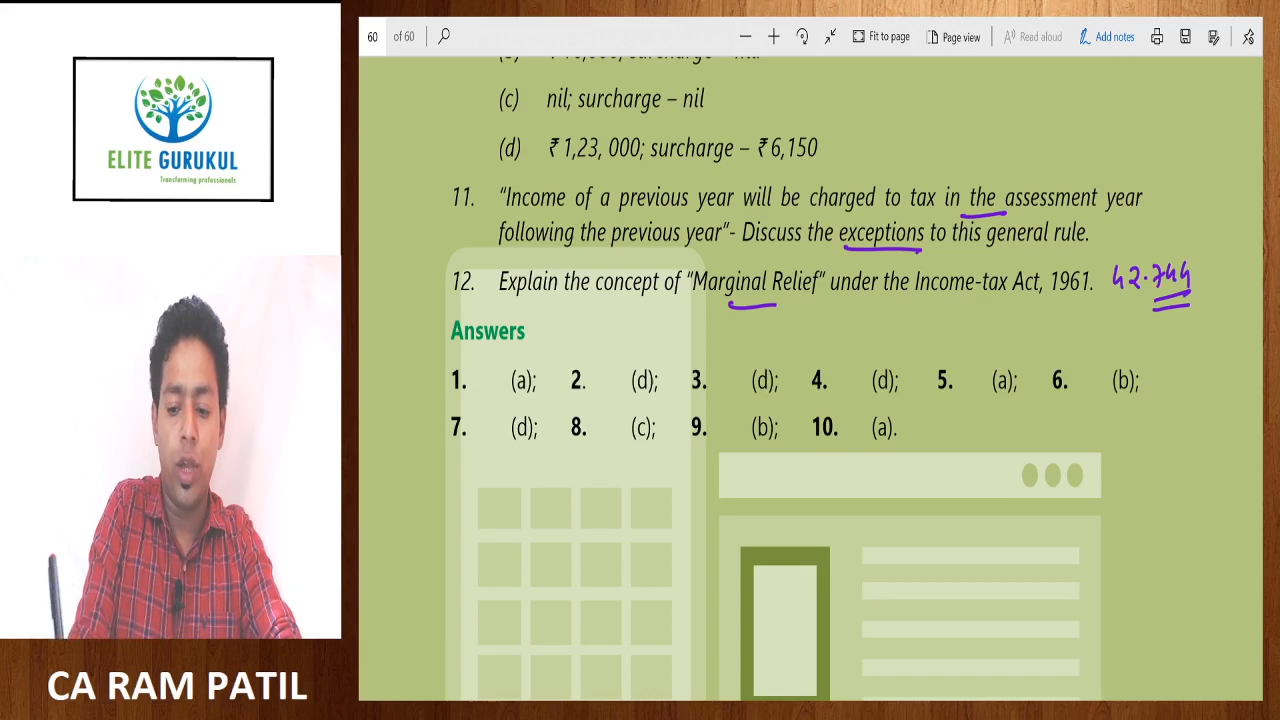 60 of 60 Fit to page Page view Read aloud Add notes
(c) nil; surcharge – nil
(d) ₹ 1,23, 000; surcharge – ₹ 6,150
11. "Income of a previous year will be charged to tax in the assessment year
following the previous year"- Discuss the exceptions to this general rule.
12. Explain the concept of "Marginal Relief" under the Income-tax Act, 1961. 42.744
Answers
1. (a); 2. (d); 3. (d); 4. (d); 5. (a); 6. (b);
7. (d); 8. (c); 9. (b); 10. (a).
ELITE GURUKUL
Transforming professionals
CA RAM PATIL